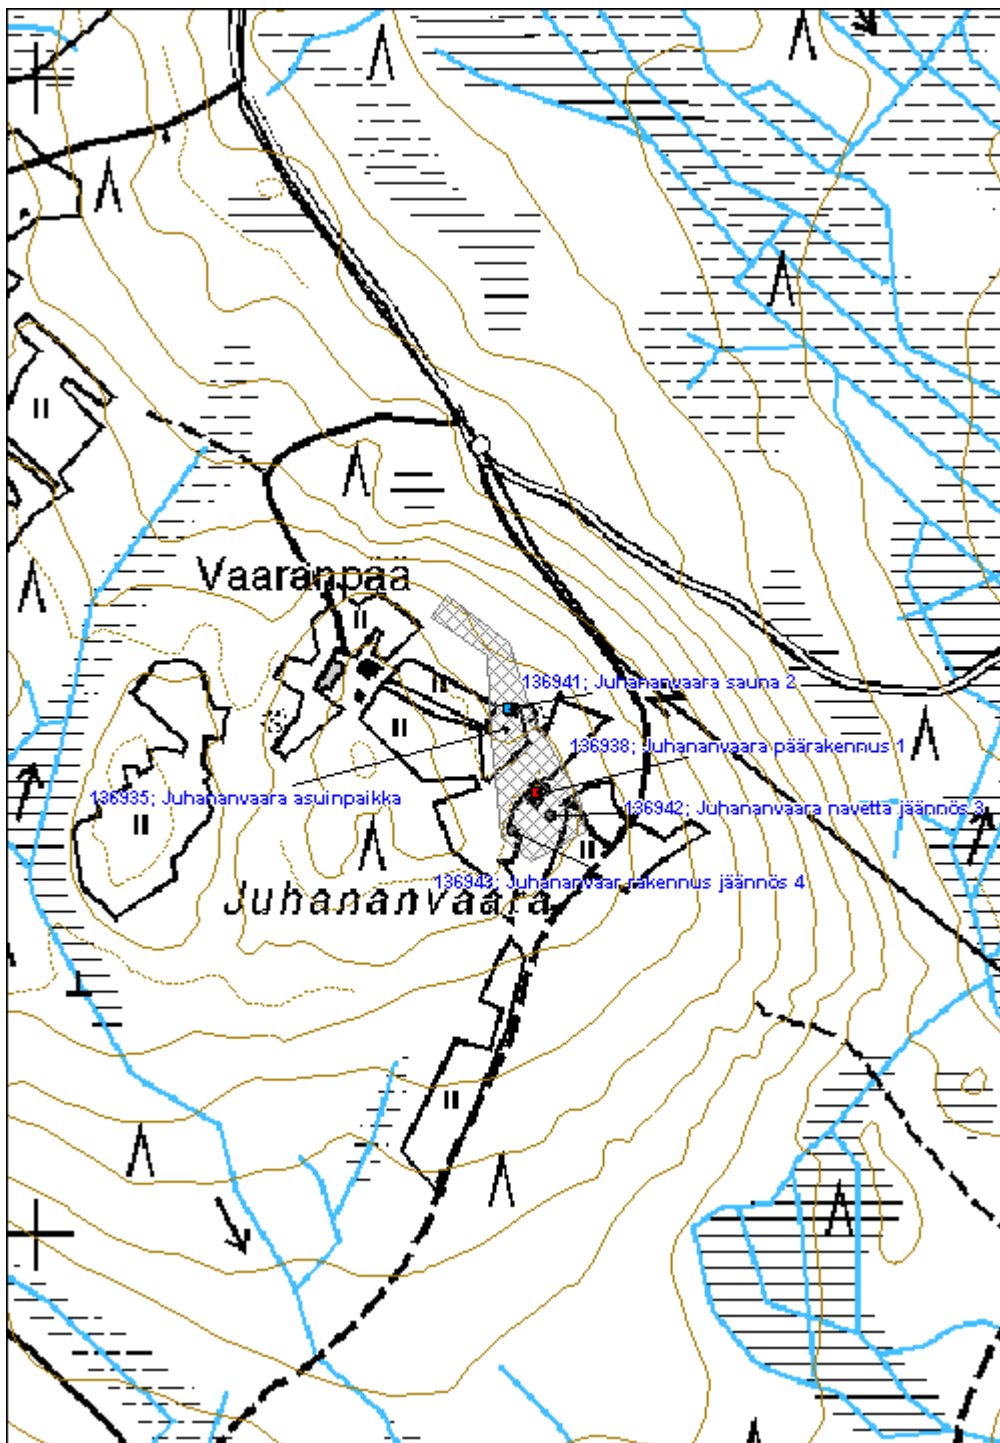 Vaaranpää
136941; Juhananvaara sauna 2
136938; Juhananvaara päärakennus 1
136935; Juhananvaara asuinpaikka
136942; Juhananvaara navetta jäännös 3
136943; Juhananvaar rakennus jäännös 4
Juhananvaara